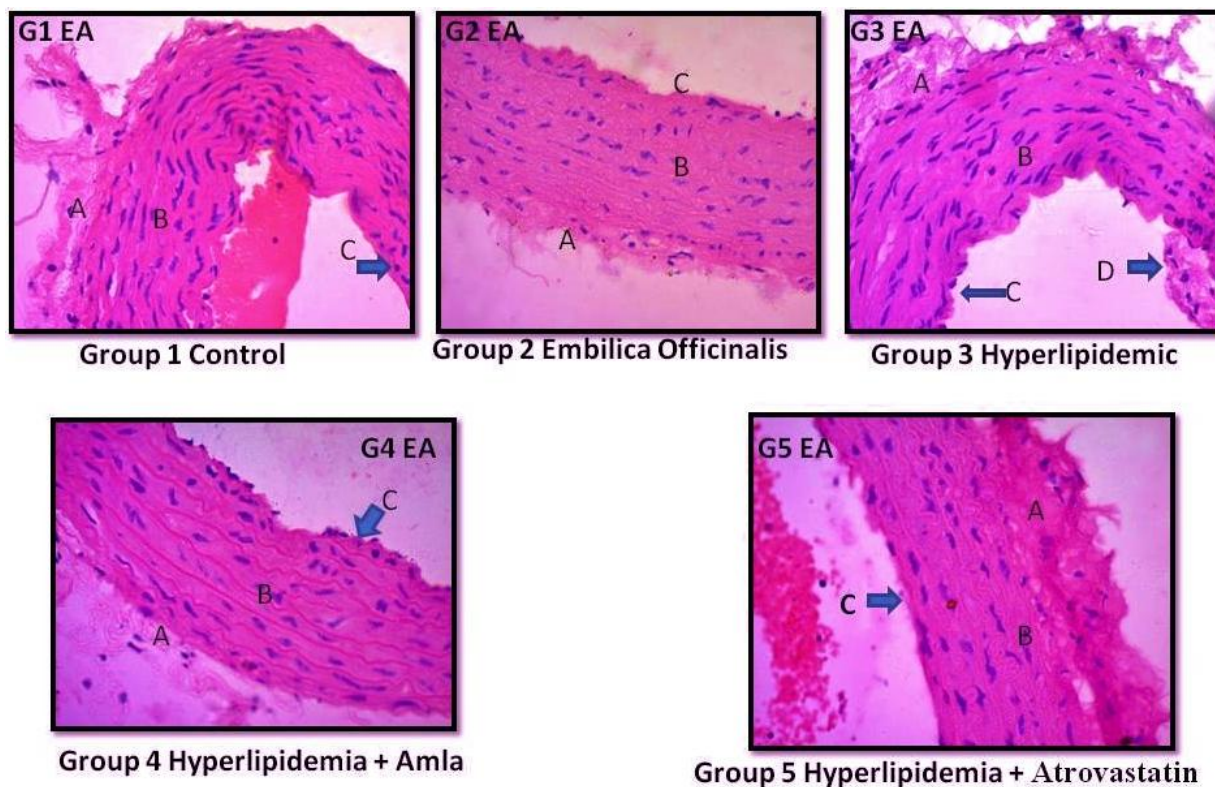 G1 EA
A
B
C
Group 1 Control
G2 EA
C
B
A
Group 2 Embilica Officinalis
G3 EA
A
B
C
D
Group 3 Hyperlipidemic
G4 EA
C
B
A
Group 4 Hyperlipidemia + Amla
G5 EA
A
C
B
Group 5 Hyperlipidemia + Atrovastatin